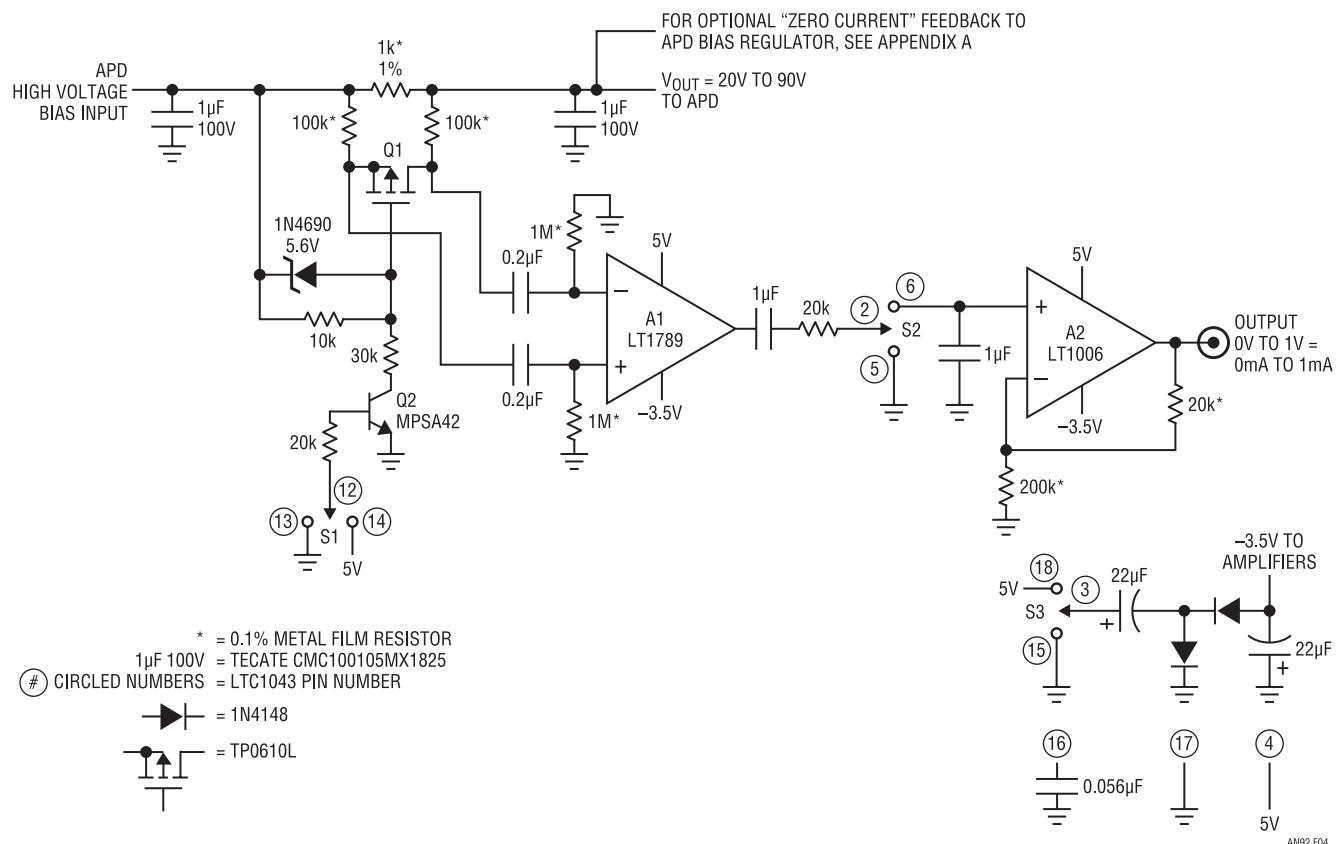 FOR OPTIONAL “ZERO CURRENT” FEEDBACK TO
APD BIAS REGULATOR, SEE APPENDIX A
1k*
1%
APD
HIGH VOLTAGE
BIAS INPUT
VOUT = 20V TO 90V
TO APD
1µF
100V
1µF
100V
100k*
100k*
Q1
1N4690
5.6V
1M*
5V
0.2µF
–
A1
LT1789
+
0.2µF
–3.5V
1M*
1µF
20k
2
6
S2
5
1µF
5V
+
A2
LT1006
–
–3.5V
OUTPUT
0V TO 1V =
0mA TO 1mA
20k*
200k*
10k
30k
Q2
MPSA42
20k
12
13
14
S1
5V
–3.5V TO
AMPLIFIERS
18
5V
3
22µF
S3
+
15
22µF
+
* = 0.1% METAL FILM RESISTOR
1µF 100V = TECATE CMC100105MX1825
# CIRCLED NUMBERS = LTC1043 PIN NUMBER
= 1N4148
= TP0610L
16
17
4
0.056µF
5V
AN92 F04